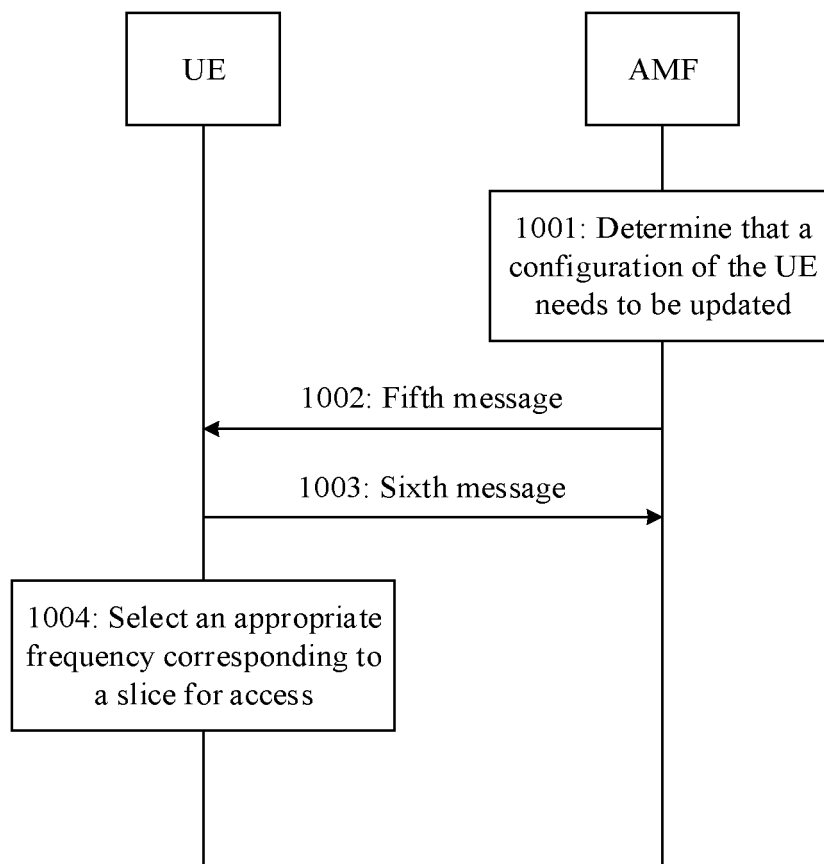 UE
AMF
1001: Determine that a
configuration of the UE
needs to be updated
1002: Fifth message
1003: Sixth message
1004: Select an appropriate
frequency corresponding to
a slice for access